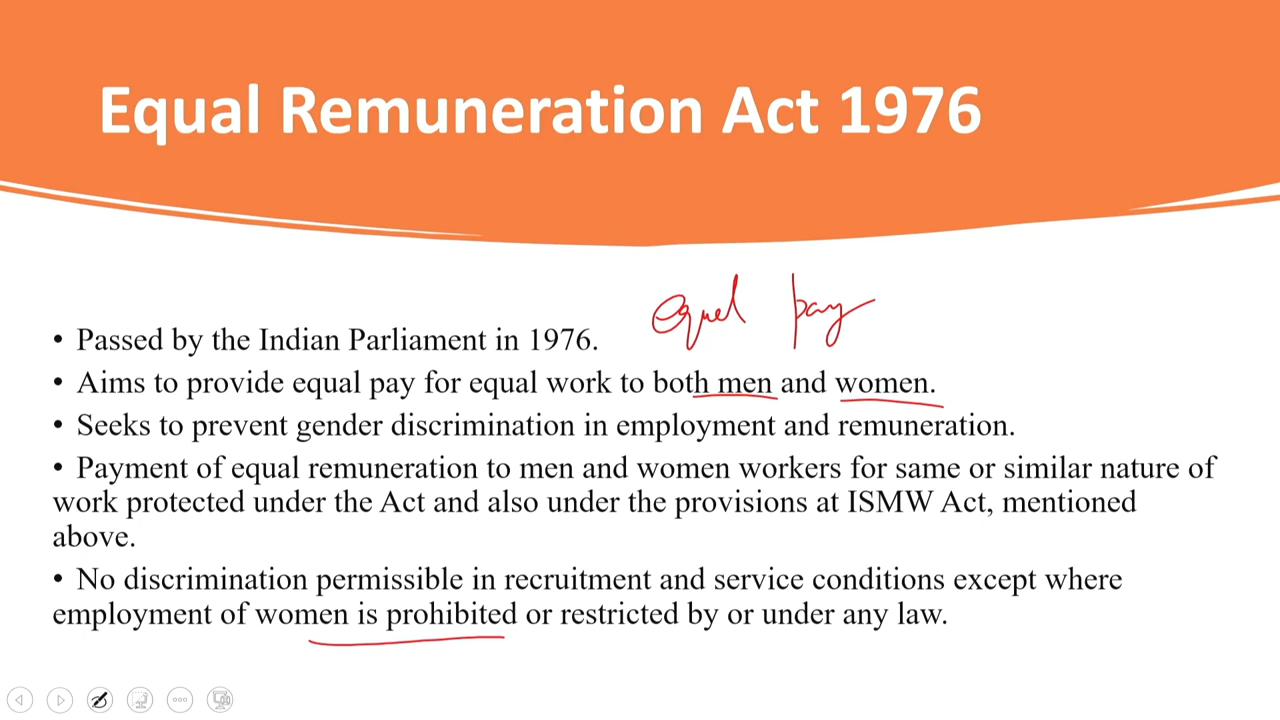 Equal Remuneration Act 1976
equal pay
• Passed by the Indian Parliament in 1976.
• Aims to provide equal pay for equal work to both men and women.
• Seeks to prevent gender discrimination in employment and remuneration.
• Payment of equal remuneration to men and women workers for same or similar nature of
work protected under the Act and also under the provisions at ISMW Act, mentioned
above.
• No discrimination permissible in recruitment and service conditions except where
employment of women is prohibited or restricted by or under any law.